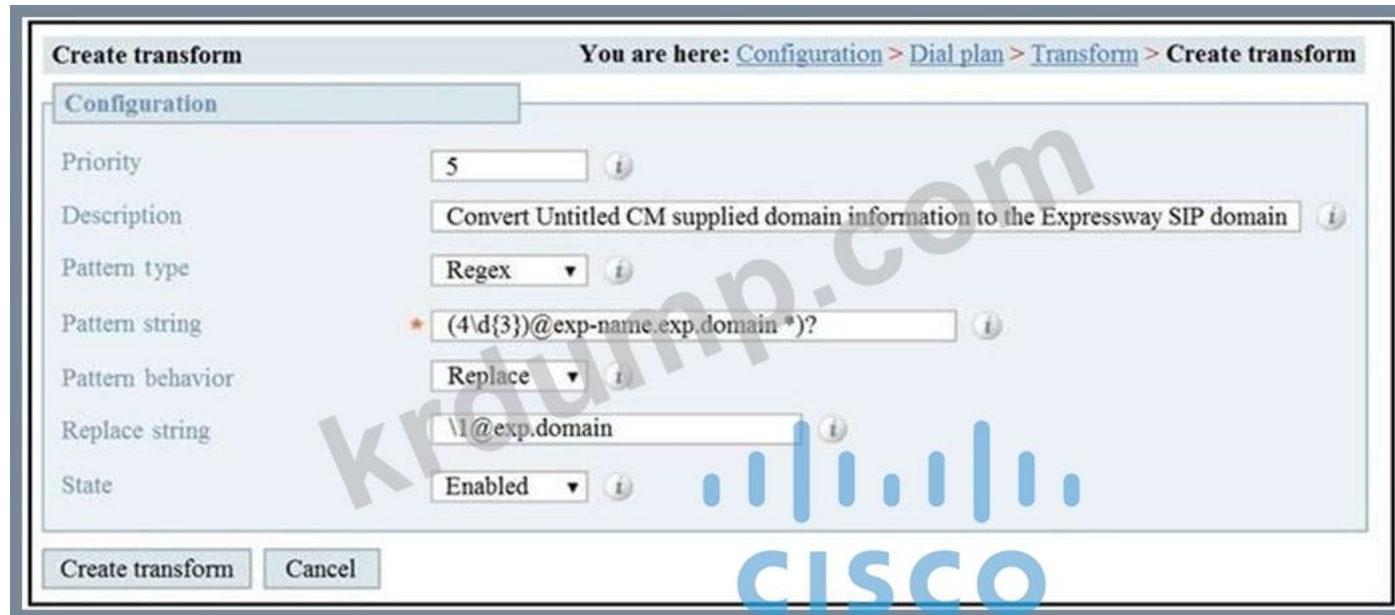 Create transform
You are here: Configuration > Dial plan > Transform > Create transform
Configuration
Priority
5
Description
Convert Untitled CM supplied domain information to the Expressway SIP domain
Pattern type
Regex
Pattern string
* (4\d{3})@exp-name.exp.domain *)?
Pattern behavior
Replace
Replace string
\1@exp.domain
State
Enabled
Create transform
Cancel
krdump.com
CISCO